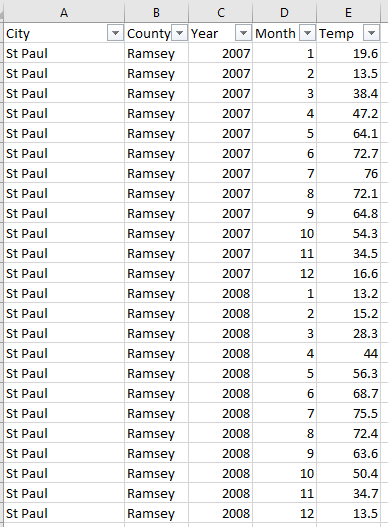 A B C D E
City County Year Month Temp
St Paul Ramsey 2007 1 19.6
St Paul Ramsey 2007 2 13.5
St Paul Ramsey 2007 3 38.4
St Paul Ramsey 2007 4 47.2
St Paul Ramsey 2007 5 64.1
St Paul Ramsey 2007 6 72.7
St Paul Ramsey 2007 7 76
St Paul Ramsey 2007 8 72.1
St Paul Ramsey 2007 9 64.8
St Paul Ramsey 2007 10 54.3
St Paul Ramsey 2007 11 34.5
St Paul Ramsey 2007 12 16.6
St Paul Ramsey 2008 1 13.2
St Paul Ramsey 2008 2 15.2
St Paul Ramsey 2008 3 28.3
St Paul Ramsey 2008 4 44
St Paul Ramsey 2008 5 56.3
St Paul Ramsey 2008 6 68.7
St Paul Ramsey 2008 7 75.5
St Paul Ramsey 2008 8 72.4
St Paul Ramsey 2008 9 63.6
St Paul Ramsey 2008 10 50.4
St Paul Ramsey 2008 11 34.7
St Paul Ramsey 2008 12 13.5